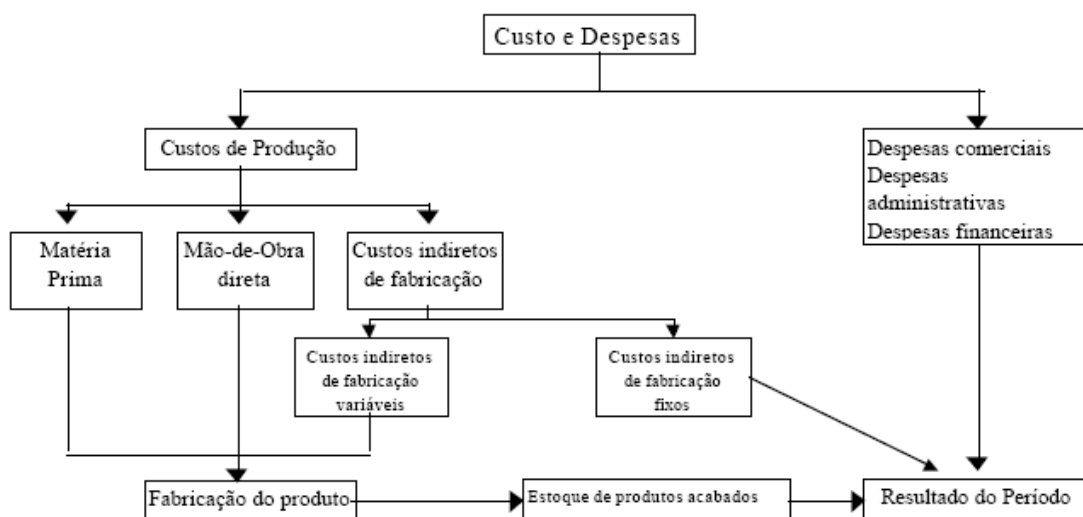 Custo e Despesas
Custos de Produção
Despesas comerciais
Despesas
administrativas
Despesas financeiras
Matéria
Prima
Mão-de-Obra
direta
Custos indiretos
de fabricação
Custos indiretos
de fabricação
variáveis
Custos indiretos
de fabricação
fixos
Fabricação do produto
Estoque de produtos acabados
Resultado do Período